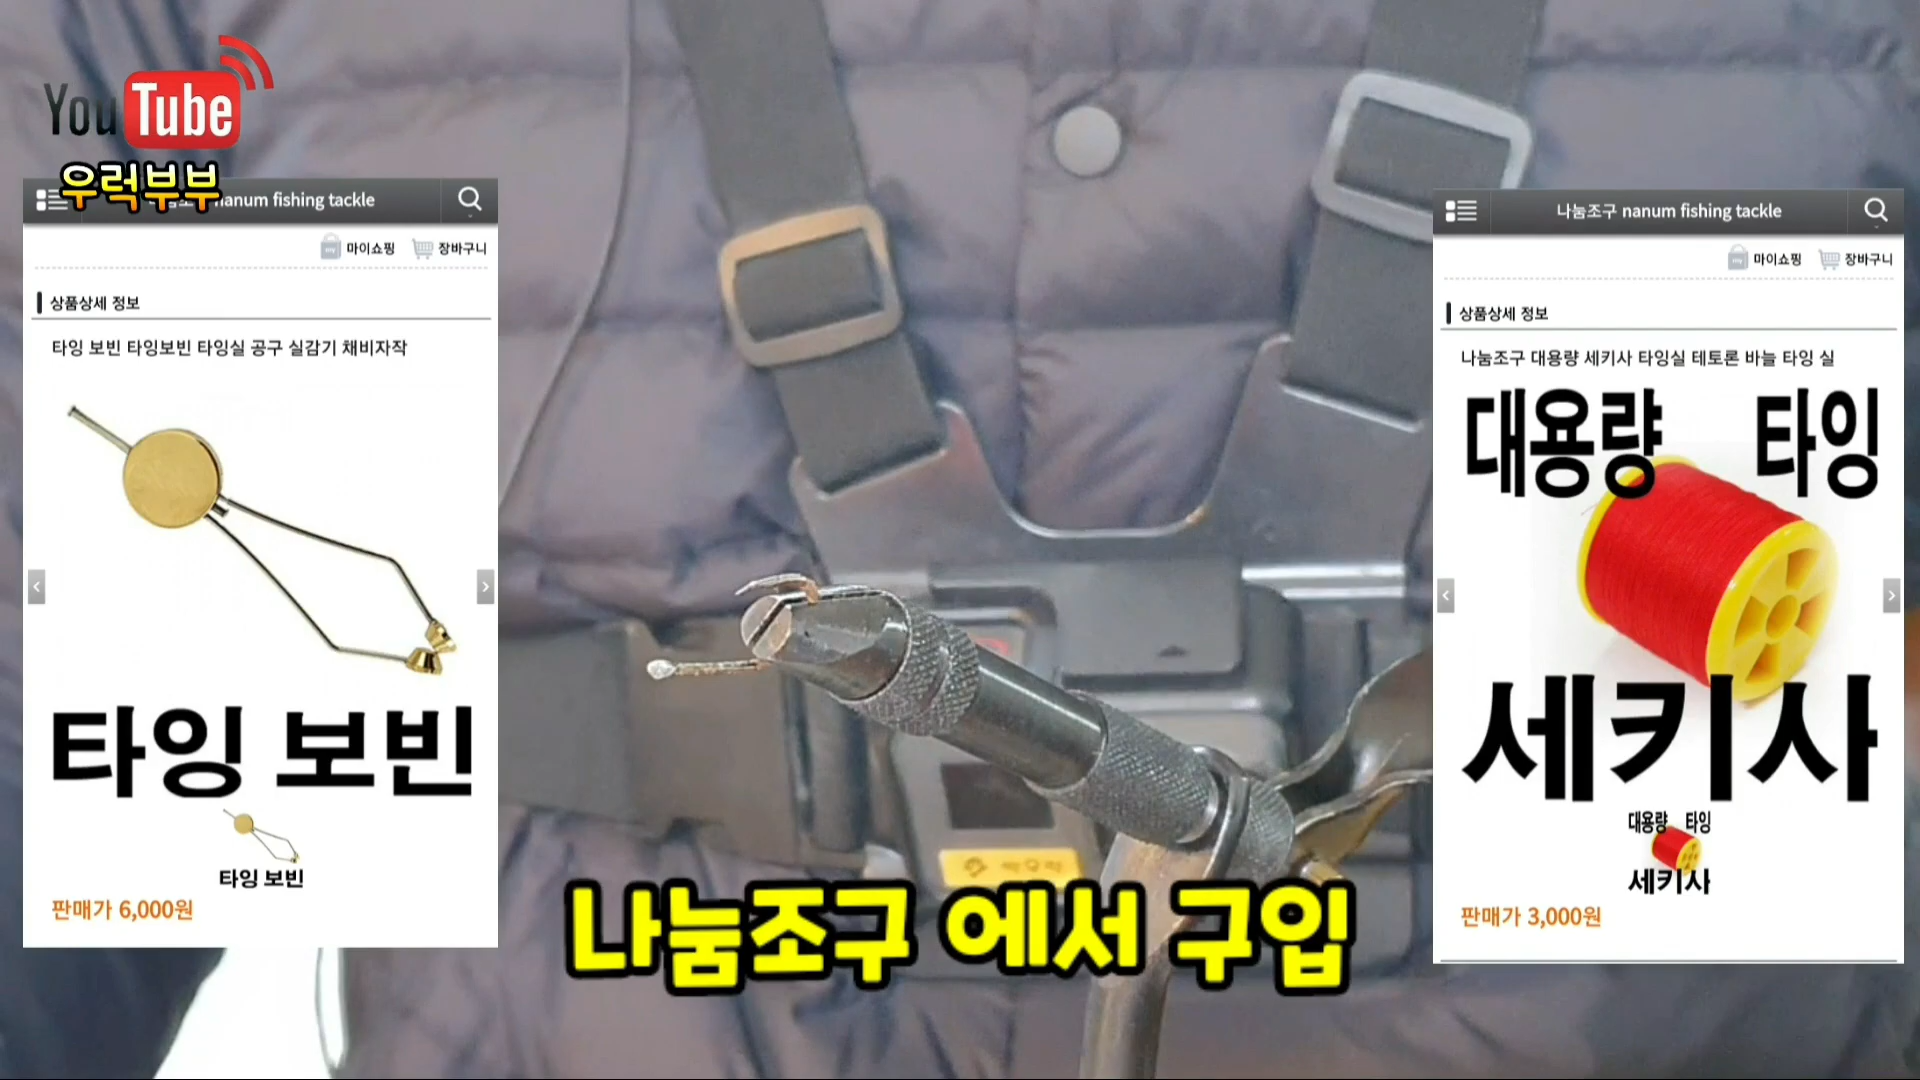 YouTube
우럭부부
nanum fishing tackle
마이쇼핑 장바구니
상품상세 정보
타잉 보빈 타잉보빈 타잉실 공구 실감기 채비자작
타잉 보빈
타잉 보빈
판매가 6,000원
나눔조구 nanum fishing tackle
마이쇼핑 장바구니
상품상세 정보
나눔조구 대용량 세키사 타잉실 테토론 바늘 타잉 실
대용량 타잉
세키사
대용량 타잉
세키사
판매가 3,000원
나눔조구 에서 구입